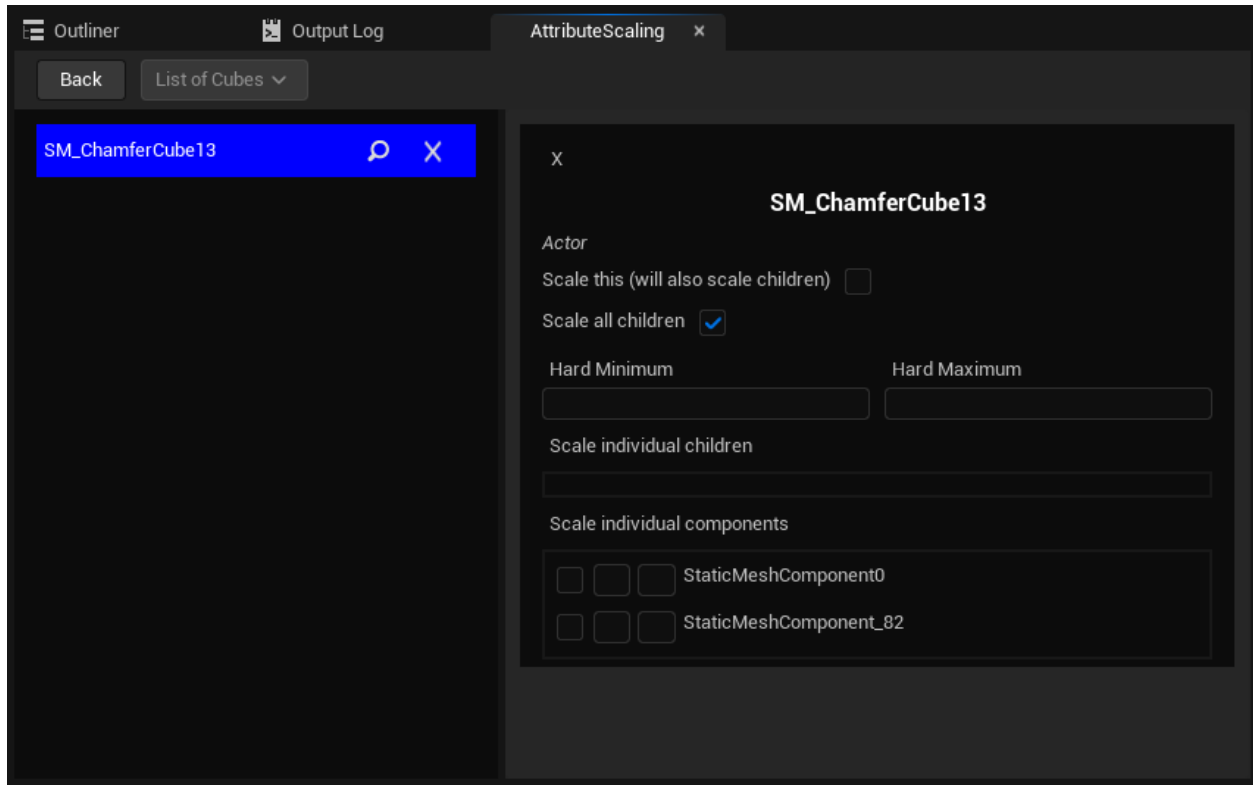 Outliner
Output Log
AttributeScaling
Back
List of Cubes
SM_ChamferCube13
X
SM_ChamferCube13
Actor
Scale this (will also scale children)
Scale all children
Hard Minimum
Hard Maximum
Scale individual children
Scale individual components
StaticMeshComponent0
StaticMeshComponent_82